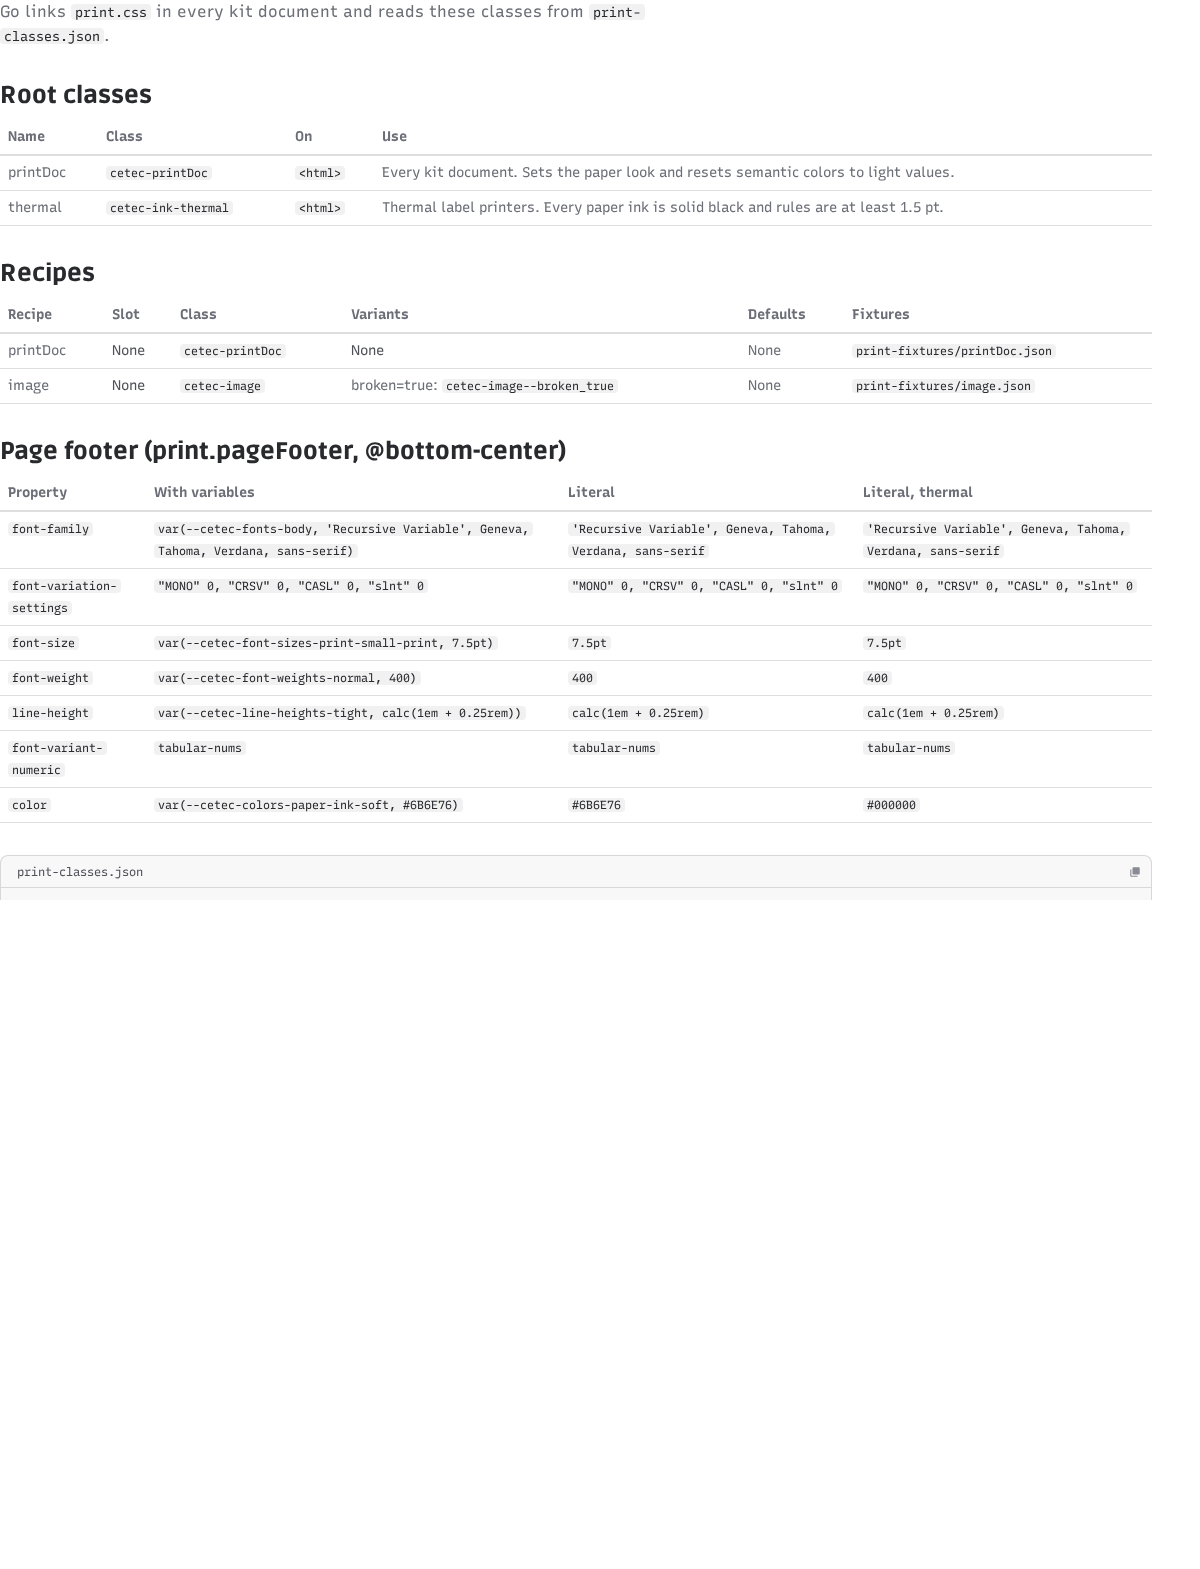 Go links print.css in every kit document and reads these classes from print-
classes.json.
Root classes
Name Class On Use
printDoc cetec-printDoc <html> Every kit document. Sets the paper look and resets semantic colors to light values.
thermal cetec-ink-thermal <html> Thermal label printers. Every paper ink is solid black and rules are at least 1.5 pt.
Recipes
Recipe Slot Class Variants Defaults Fixtures
printDoc None cetec-printDoc None None print-fixtures/printDoc.json
image None cetec-image broken=true: cetec-image--broken_true None print-fixtures/image.json
Page footer (print.pageFooter, @bottom-center)
Property With variables Literal Literal, thermal
font-family var(--cetec-fonts-body, 'Recursive Variable', Geneva, 'Recursive Variable', Geneva, Tahoma, 'Recursive Variable', Geneva, Tahoma,
Tahoma, Verdana, sans-serif) Verdana, sans-serif Verdana, sans-serif
font-variation- "MONO" 0, "CRSV" 0, "CASL" 0, "slnt" 0 "MONO" 0, "CRSV" 0, "CASL" 0, "slnt" 0 "MONO" 0, "CRSV" 0, "CASL" 0, "slnt" 0
settings
font-size var(--cetec-font-sizes-print-small-print, 7.5pt) 7.5pt 7.5pt
font-weight var(--cetec-font-weights-normal, 400) 400 400
line-height var(--cetec-line-heights-tight, calc(1em + 0.25rem)) calc(1em + 0.25rem) calc(1em + 0.25rem)
font-variant- tabular-nums tabular-nums tabular-nums
numeric
color var(--cetec-colors-paper-ink-soft, #6B6E76) #6B6E76 #000000
print-classes.json